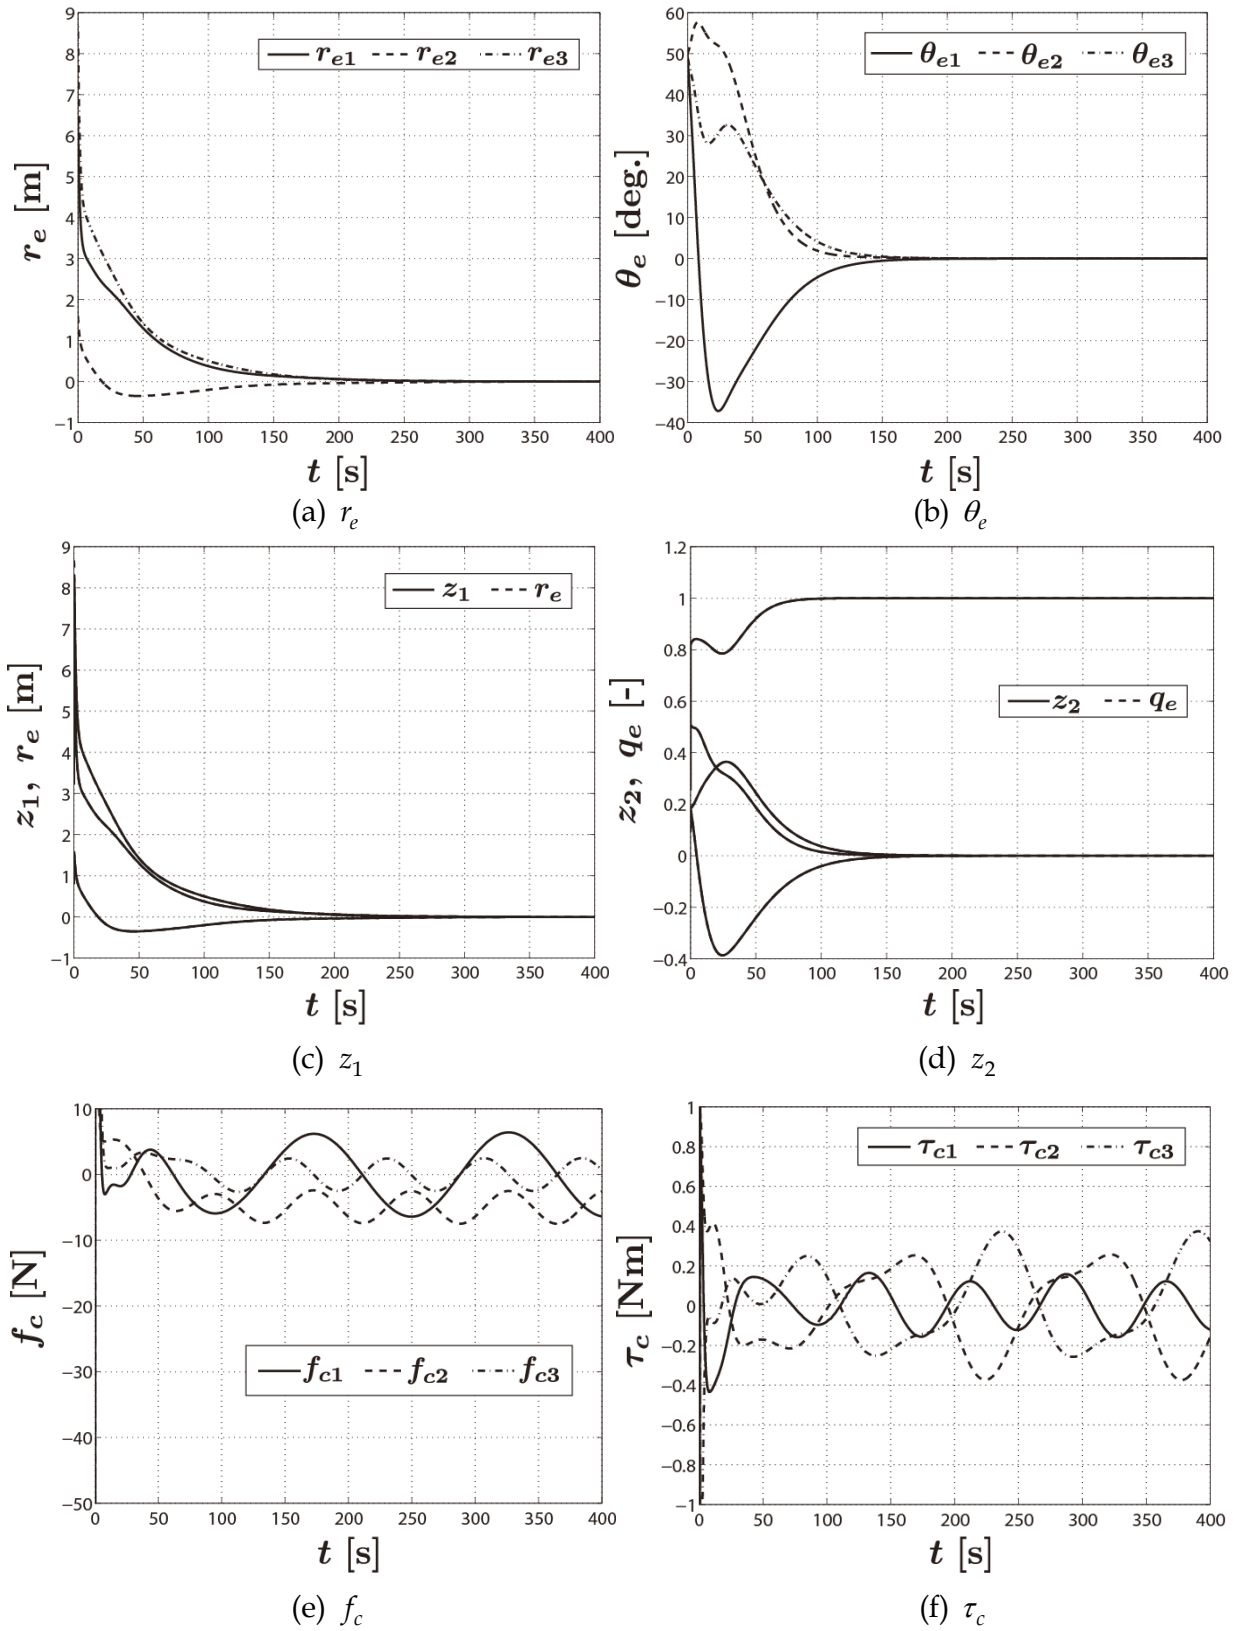 9
8
7
6
5
4
3
2
1
0
−1
r_e [m]
r_e1 r_e2 r_e3
0 50 100 150 200 250 300 350 400
t [s]
(a) r_e
60
50
40
30
20
10
0
−10
−20
−30
−40
θ_e [deg.]
θ_e1 θ_e2 θ_e3
0 50 100 150 200 250 300 350 400
t [s]
(b) θ_e
9
8
7
6
5
4
3
2
1
0
−1
z_1, r_e [m]
z_1 r_e
0 50 100 150 200 250 300 350 400
t [s]
(c) z_1
1.2
1
0.8
0.6
0.4
0.2
0
−0.2
−0.4
z_2, q_e [-]
z_2 q_e
0 50 100 150 200 250 300 350 400
t [s]
(d) z_2
10
0
−10
−20
−30
−40
−50
f_c [N]
f_c1 f_c2 f_c3
0 50 100 150 200 250 300 350 400
t [s]
(e) f_c
1
0.8
0.6
0.4
0.2
0
−0.2
−0.4
−0.6
−0.8
−1
τ_c [Nm]
τ_c1 τ_c2 τ_c3
0 50 100 150 200 250 300 350 400
t [s]
(f) τ_c